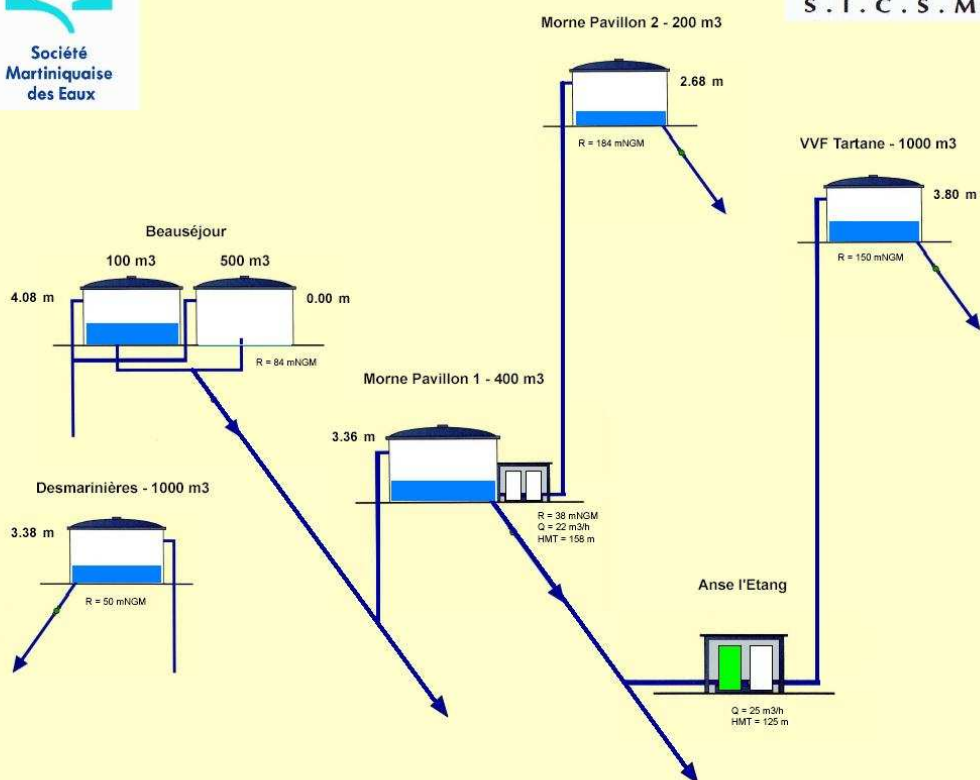 Société
Martiniquaise
des Eaux
S.I.C.S.M
Morne Pavillon 2 - 200 m3
2.68 m
R = 184 mNGM
VVF Tartane - 1000 m3
3.80 m
R = 150 mNGM
Beauséjour
100 m3
500 m3
4.08 m
0.00 m
R = 84 mNGM
Morne Pavillon 1 - 400 m3
3.36 m
R = 38 mNGM
Q = 22 m3/h
HMT = 158 m
Desmarinières - 1000 m3
3.38 m
R = 50 mNGM
Anse l'Etang
Q = 25 m3/h
HMT = 125 m